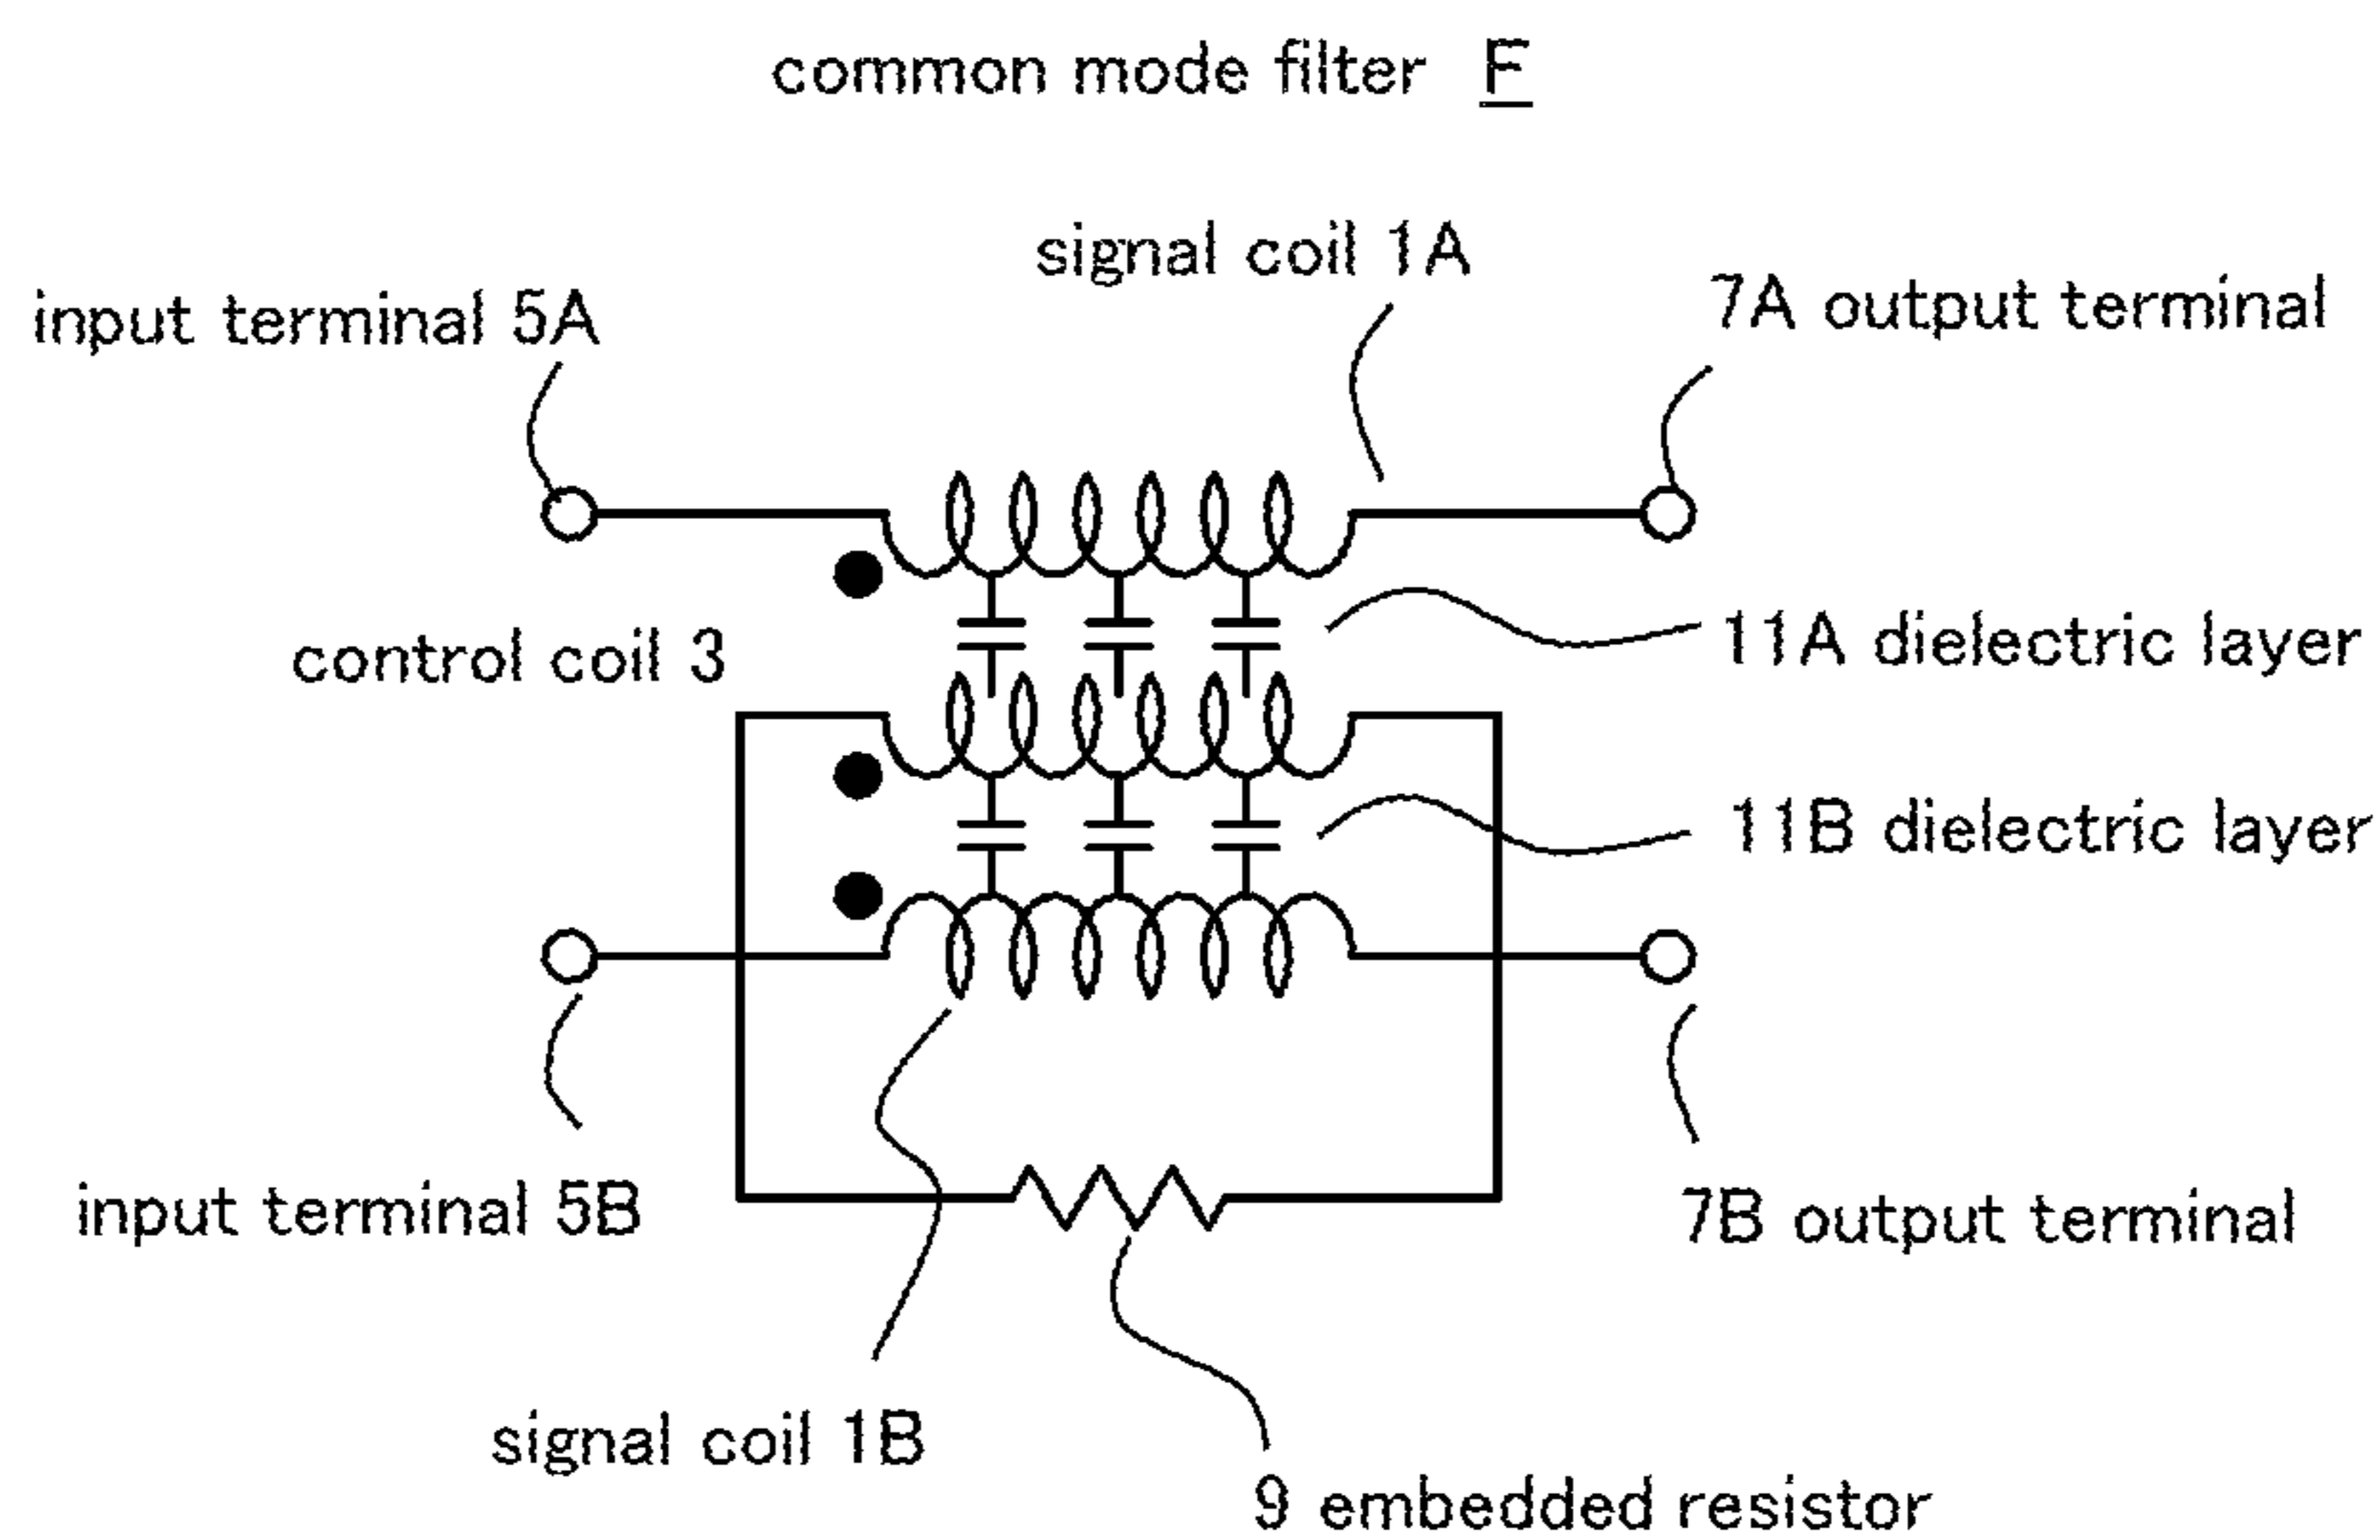 common mode filter F
signal coil 1A
input terminal 5A
7A output terminal
control coil 3
11A dielectric layer
11B dielectric layer
input terminal 5B
7B output terminal
signal coil 1B
9 embedded resistor